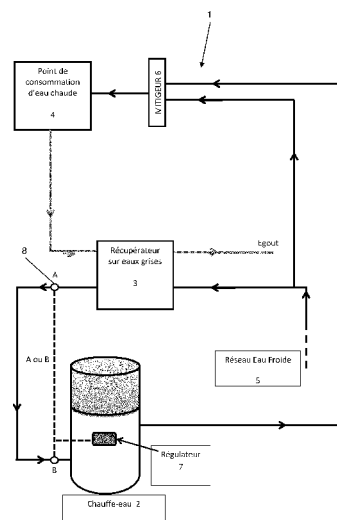 1
Point de
consommation
d'eau chaude
4
MITIGEUR 6
Egout
8
A
Récupérateur
sur eaux grises
3
A ou B
Réseau Eau Froide
5
B
Régulateur
7
Chauffe-eau 2